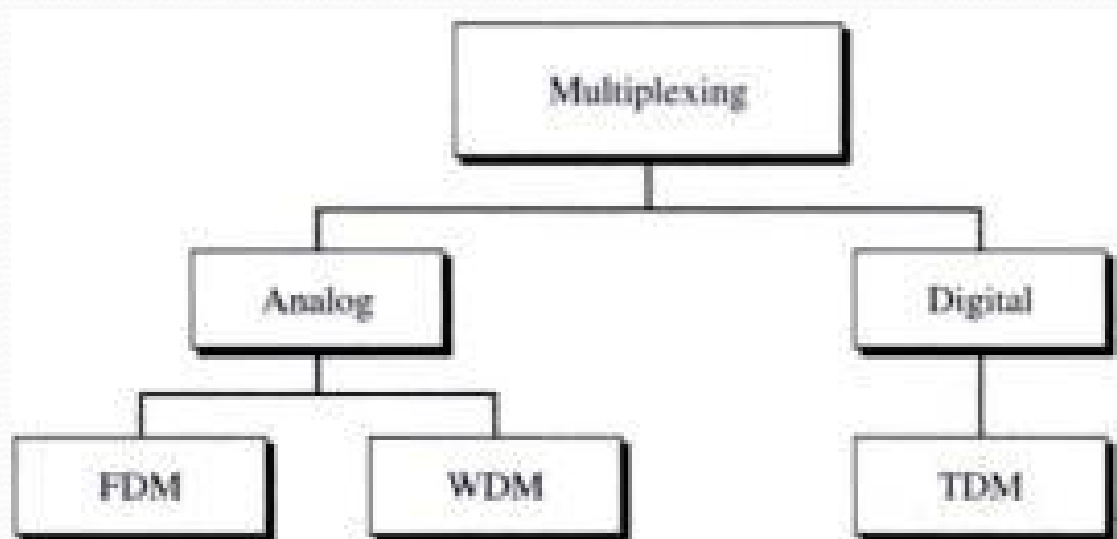 Multiplexing
Analog
Digital
FDM
WDM
TDM